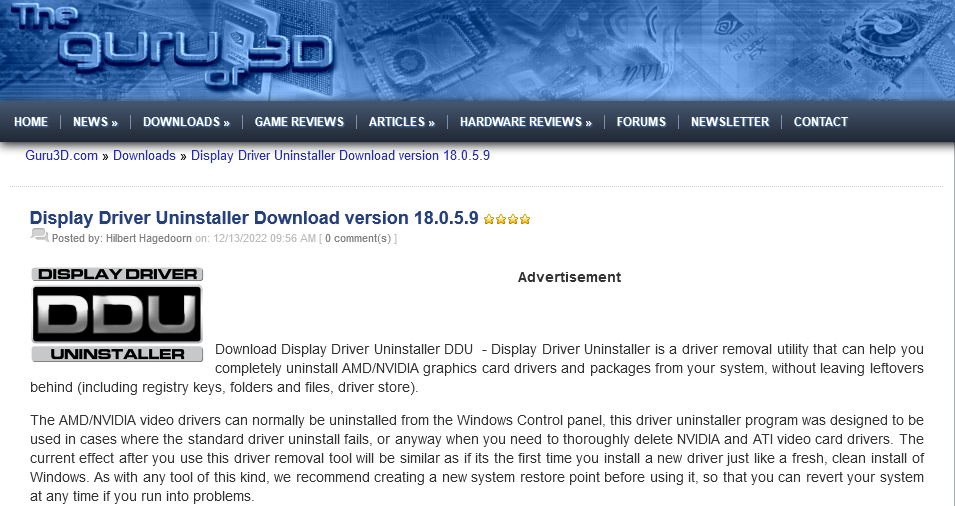 The
guru
of 3D
HOME NEWS » DOWNLOADS » GAME REVIEWS ARTICLES » HARDWARE REVIEWS » FORUMS NEWSLETTER CONTACT
Guru3D.com » Downloads » Display Driver Uninstaller Download version 18.0.5.9
Display Driver Uninstaller Download version 18.0.5.9
Posted by: Hilbert Hagedoorn on: 12/13/2022 09:56 AM [ 0 comment(s) ]
DISPLAY DRIVER
DDU
UNINSTALLER
Advertisement
Download Display Driver Uninstaller DDU - Display Driver Uninstaller is a driver removal utility that can help you
completely uninstall AMD/NVIDIA graphics card drivers and packages from your system, without leaving leftovers
behind (including registry keys, folders and files, driver store).
The AMD/NVIDIA video drivers can normally be uninstalled from the Windows Control panel, this driver uninstaller program was designed to be
used in cases where the standard driver uninstall fails, or anyway when you need to thoroughly delete NVIDIA and ATI video card drivers. The
current effect after you use this driver removal tool will be similar as if its the first time you install a new driver just like a fresh, clean install of
Windows. As with any tool of this kind, we recommend creating a new system restore point before using it, so that you can revert your system
at any time if you run into problems.